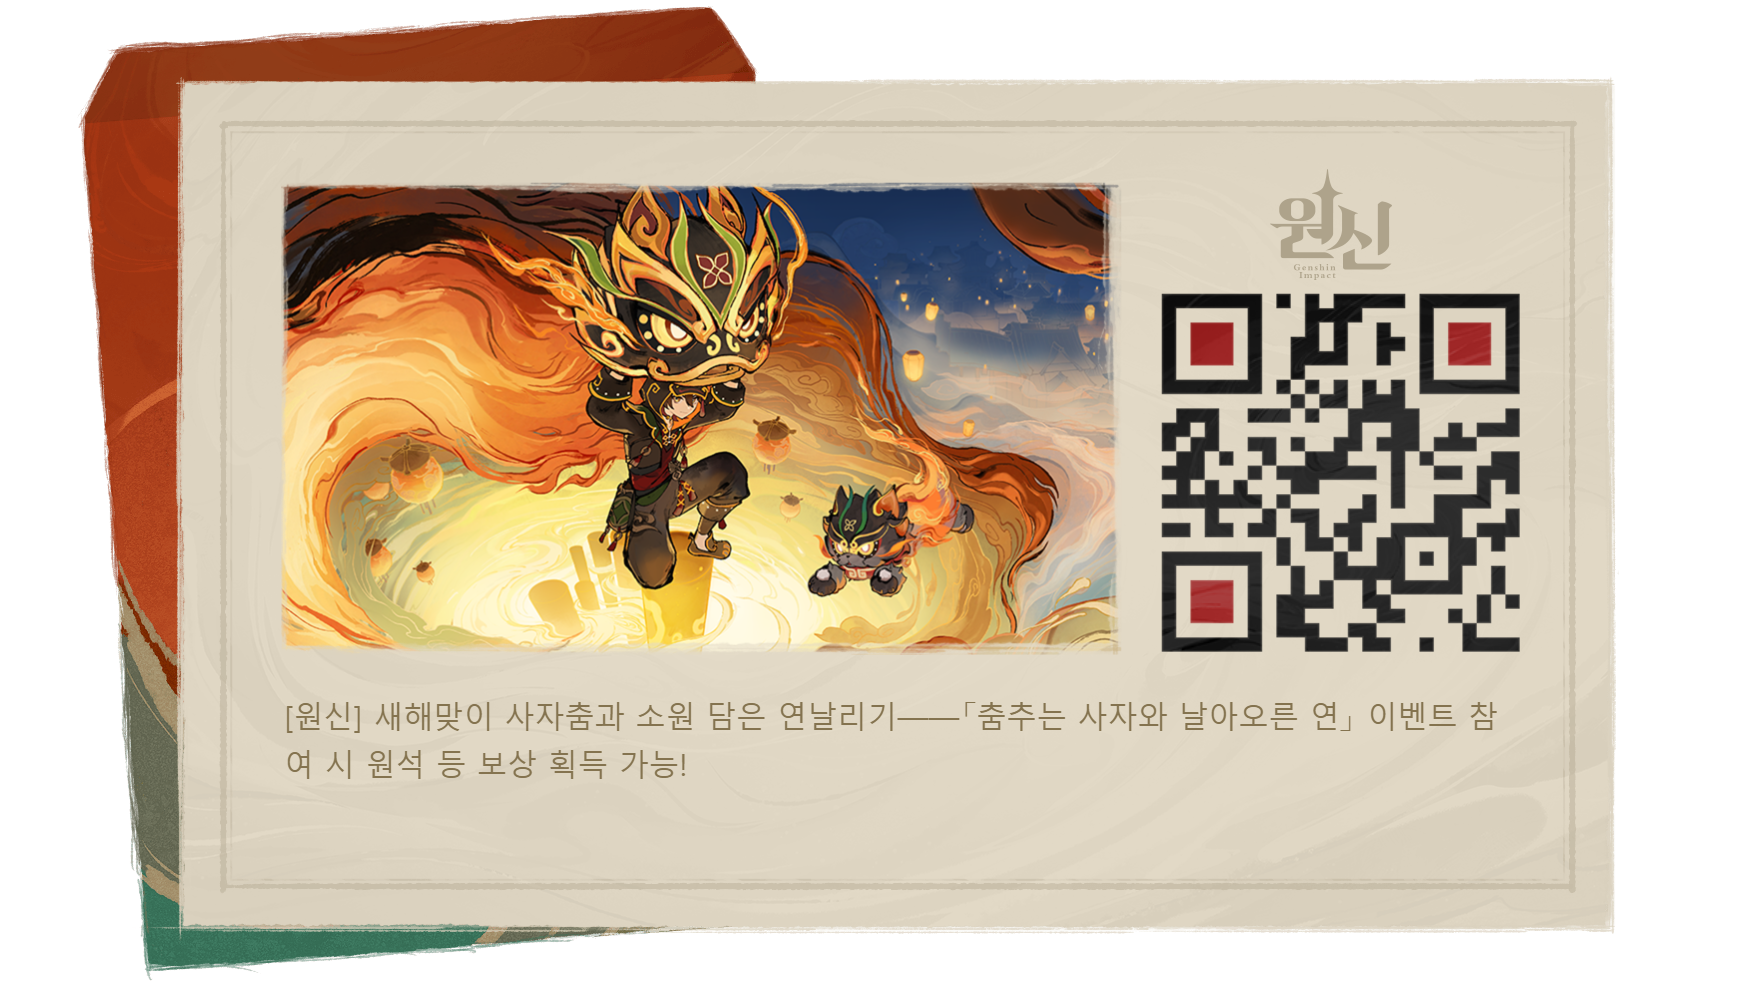 원신
Genshin
Impact
[원신] 새해맞이 사자춤과 소원 담은 연날리기——「춤추는 사자와 날아오른 연」 이벤트 참
여 시 원석 등 보상 획득 가능!